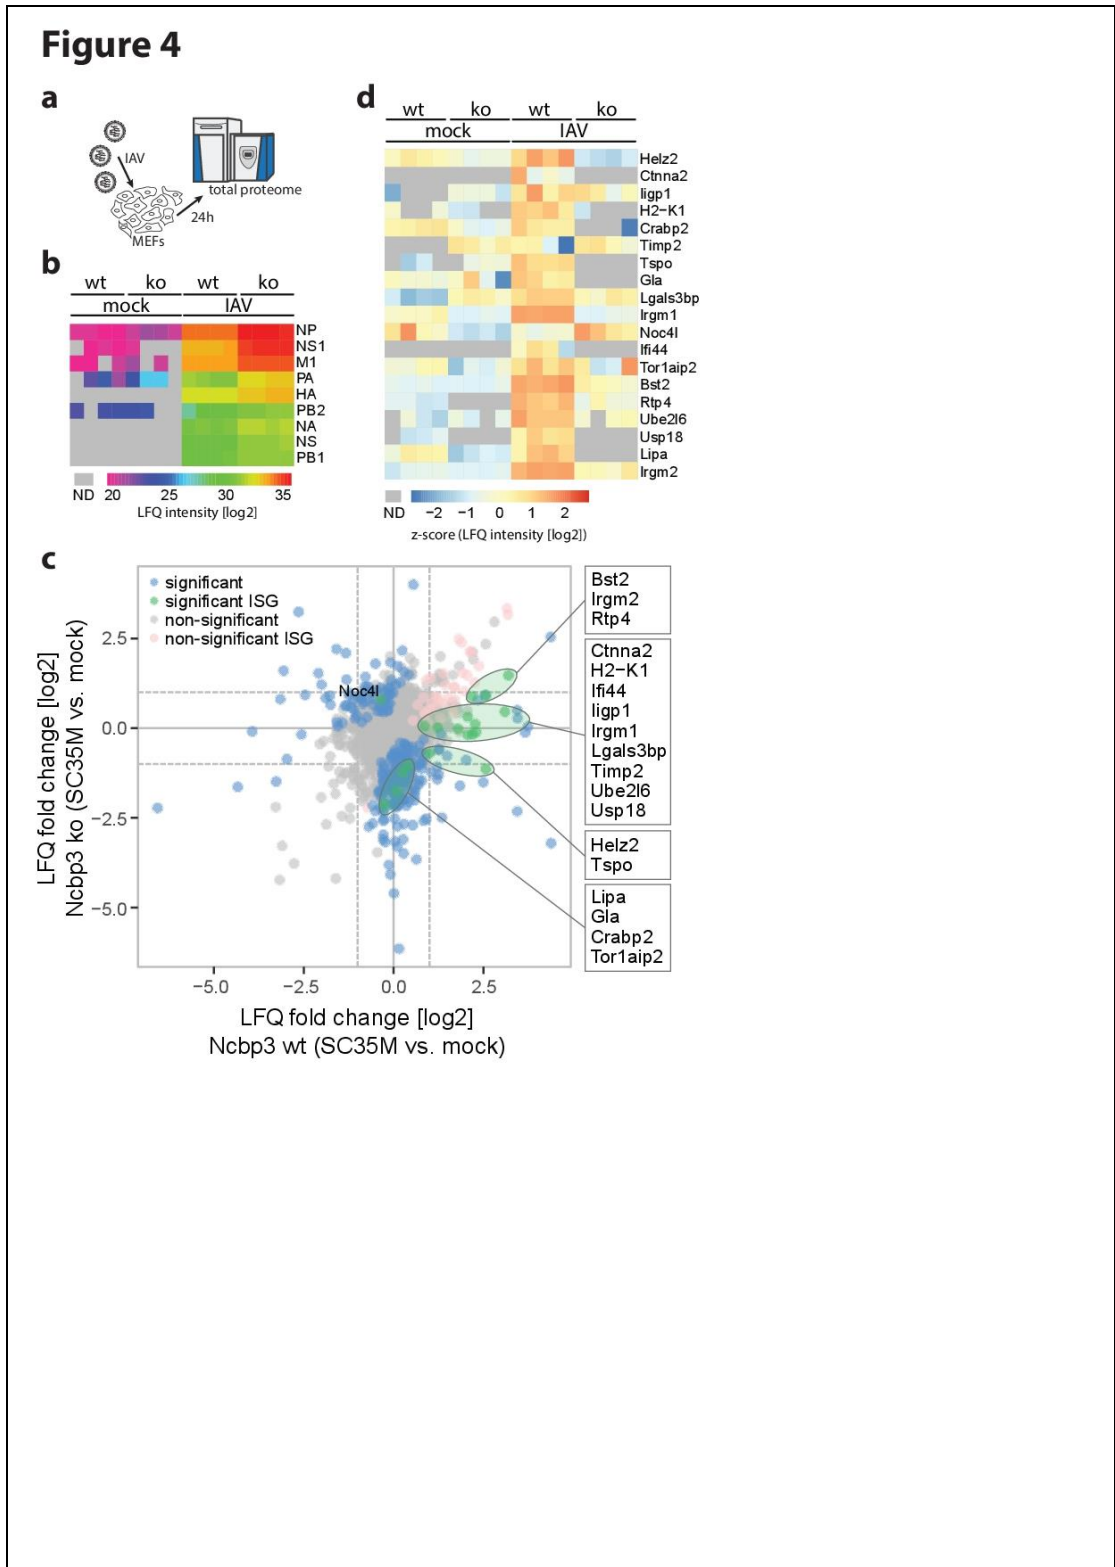 Figure 4
a
IAV
MEFs
24h
total proteome
b
wt ko wt ko
mock IAV
NP
NS1
M1
PA
HA
PB2
NA
NS
PB1
ND 20 25 30 35
LFQ intensity [log2]
d
wt ko wt ko
mock IAV
Helz2
Ctnna2
Iigp1
H2−K1
Crabp2
Timp2
Tspo
Gla
Lgals3bp
Irgm1
Noc4l
Ifi44
Tor1aip2
Bst2
Rtp4
Ube2l6
Usp18
Lipa
Irgm2
ND −2 −1 0 1 2
z-score (LFQ intensity [log2])
c
significant
significant ISG
non-significant
non-significant ISG
Noc4l
2.5
0.0
−2.5
−5.0
LFQ fold change [log2]
Ncbp3 ko (SC35M vs. mock)
−5.0 −2.5 0.0 2.5
LFQ fold change [log2]
Ncbp3 wt (SC35M vs. mock)
Bst2
Irgm2
Rtp4
Ctnna2
H2−K1
Ifi44
Iigp1
Irgm1
Lgals3bp
Timp2
Ube2l6
Usp18
Helz2
Tspo
Lipa
Gla
Crabp2
Tor1aip2